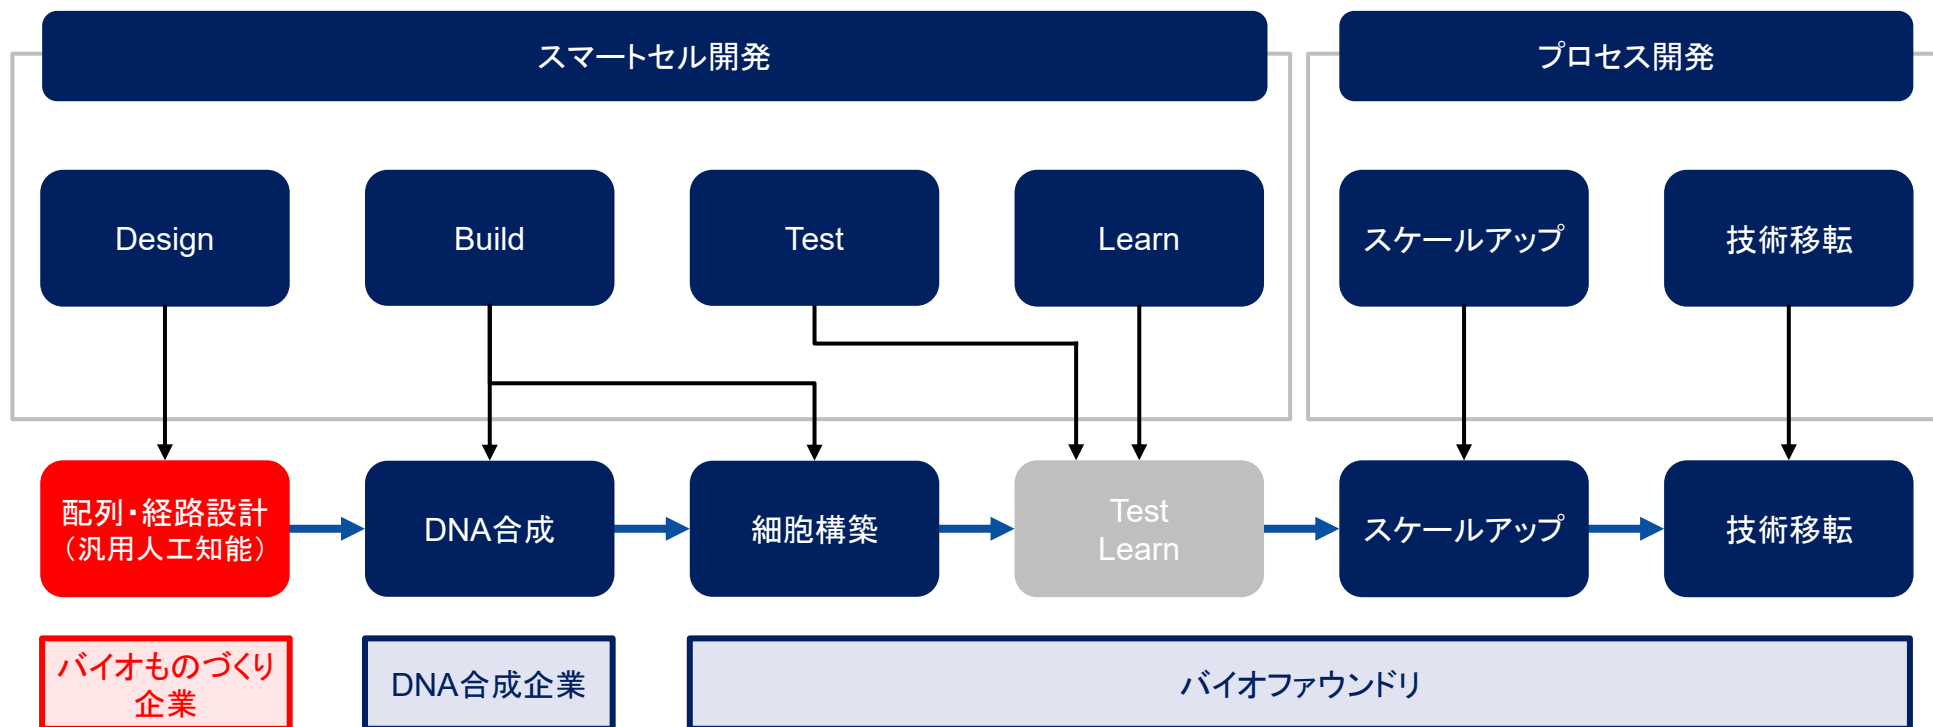 スマートセル開発
プロセス開発
Design
Build
Test
Learn
スケールアップ
技術移転
配列・経路設計
（汎用人工知能）
DNA合成
細胞構築
Test
Learn
スケールアップ
技術移転
バイオものづくり
企業
DNA合成企業
バイオファウンドリ